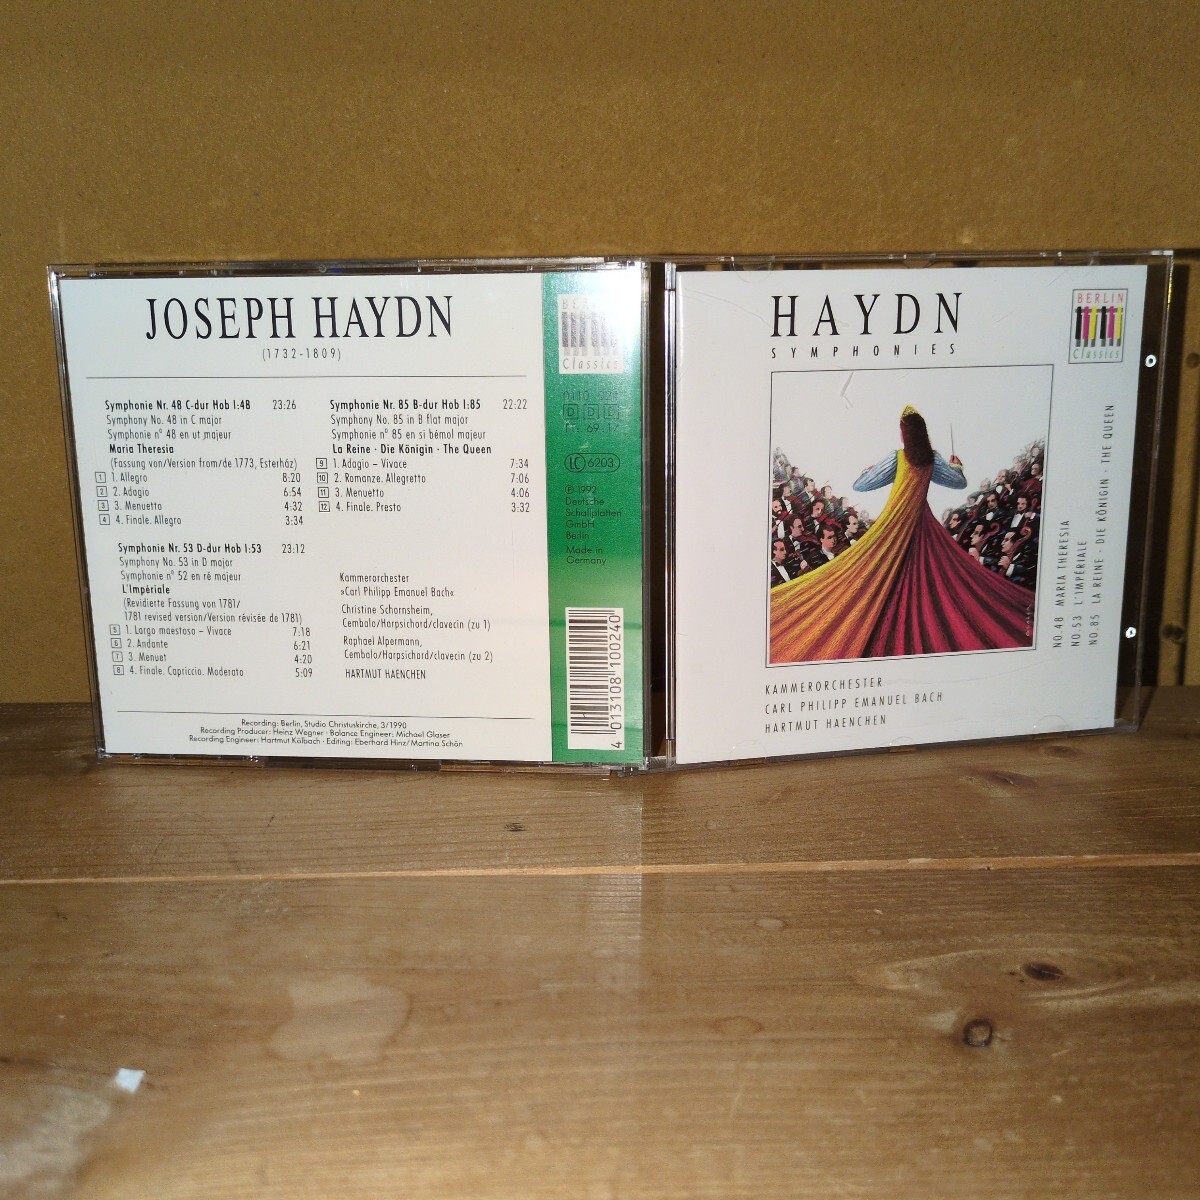 JOSEPH HAYDN
(1732-1809)
Symphonie Nr. 48 C-dur Hob I:48 23:26
Symphony No. 48 in C major
Symphonie nº 48 en ut majeur
Maria Theresia
(Fassung von/Version from/de 1773, Esterház)
1 1. Allegro 8:20
2 2. Adagio 6:54
3 3. Menuetto 4:32
4 4. Finale. Allegro 3:34
Symphonie Nr. 53 D-dur Hob I:53 23:12
Symphony No. 53 in D major
Symphonie nº 52 en ré majeur
L'Impériale
(Revidierte Fassung von 1781/
1781 revised version/Version révisée de 1781)
5 1. Largo maestoso – Vivace 7:18
6 2. Andante 6:21
7 3. Menuet 4:20
8 4. Finale. Capriccio. Moderato 5:09
Symphonie Nr. 85 B-dur Hob I:85 22:22
Symphony No. 85 in B flat major
Symphonie nº 85 en si bémol majeur
La Reine · Die Königin · The Queen
9 1. Adagio – Vivace 7:34
10 2. Romanze. Allegretto 7:06
11 3. Menuetto 4:06
12 4. Finale. Presto 3:32
Kammerorchester
»Carl Philipp Emanuel Bach«
Christine Schornsheim,
Cembalo/Harpsichord/clavecin (zu 1)
Raphael Alpermann,
Cembalo/Harpsichord/clavecin (zu 2)
HARTMUT HAENCHEN
Recording: Berlin, Studio Christuskirche, 3/1990
Recording Producer: Heinz Wegner · Balance Engineer: Michael Glaser
Recording Engineer: Hartmut Kölbach · Editing: Eberhard Hinz/Martina Schön
BERLIN
Classics
DDD
LC 6203
℗ 1992
Deutsche
Schallplatten
GmbH
Berlin
Made in
Germany
4 013108 100240
HAYDN
SYMPHONIES
BERLIN
Classics
NO.48 MARIA THERESIA
NO.53 L'IMPÉRIALE
NO.85 LA REINE - DIE KÖNIGIN - THE QUEEN
KAMMERORCHESTER
CARL PHILIPP EMANUEL BACH
HARTMUT HAENCHEN